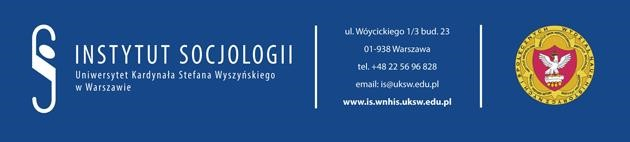 INSTYTUT SOCJOLOGII
Uniwersytet Kardynała Stefana Wyszyńskiego
w Warszawie
ul. Wóycickiego 1/3 bud. 23
01-938 Warszawa
tel. +48 22 56 96 828
email: is@uksw.edu.pl
www.is.wnhis.uksw.edu.pl